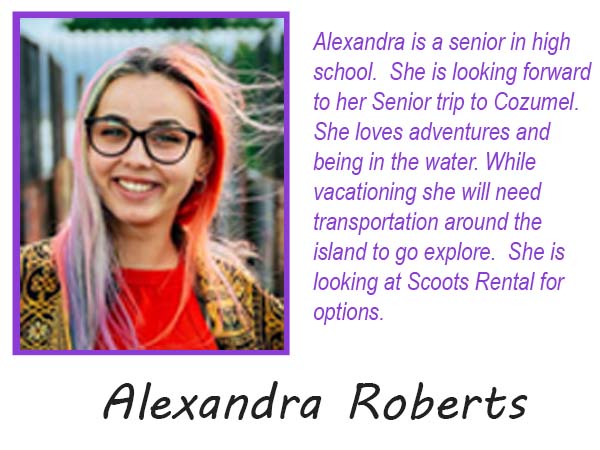 Alexandra is a senior in high
school.  She is looking forward
to her Senior trip to Cozumel.
She loves adventures and
being in the water. While
vacationing she will need
transportation around the
island to go explore.  She is
looking at Scoots Rental for
options.
Alexandra Roberts